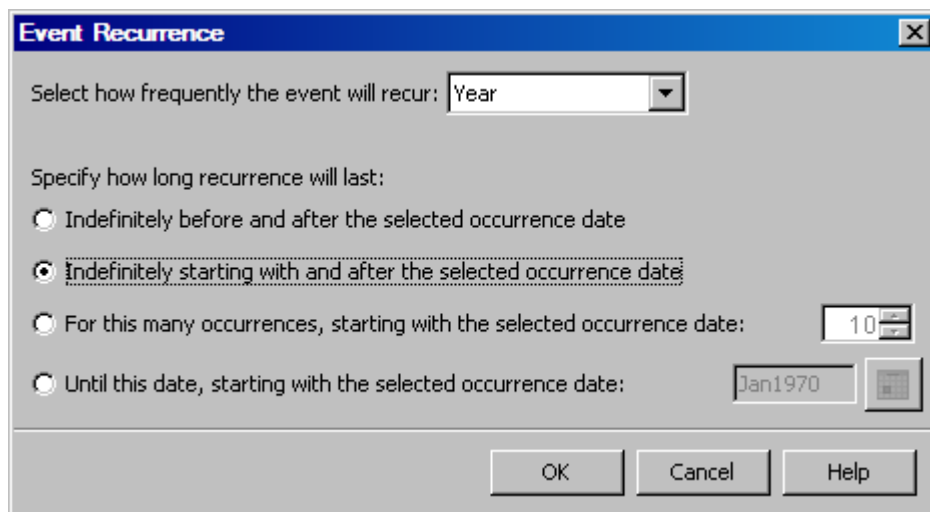 Event Recurrence
Select how frequently the event will recur: Year
Specify how long recurrence will last:
Indefinitely before and after the selected occurrence date
Indefinitely starting with and after the selected occurrence date
For this many occurrences, starting with the selected occurrence date: 10
Until this date, starting with the selected occurrence date: Jan1970
OK Cancel Help